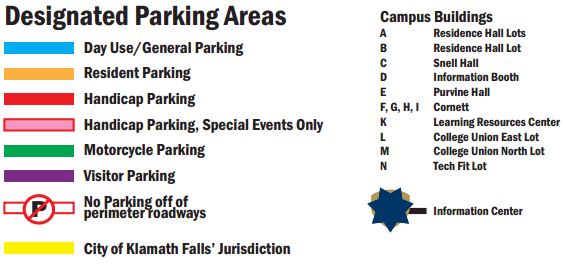 Designated Parking Areas
Day Use/General Parking
Resident Parking
Handicap Parking
Handicap Parking, Special Events Only
Motorcycle Parking
Visitor Parking
P
No Parking off of
perimeter roadways
City of Klamath Falls' Jurisdiction
Campus Buildings
A Residence Hall Lots
B Residence Hall Lot
C Snell Hall
D Information Booth
E Purvine Hall
F, G, H, I Cornett
K Learning Resources Center
L College Union East Lot
M College Union North Lot
N Tech Fit Lot
Information Center